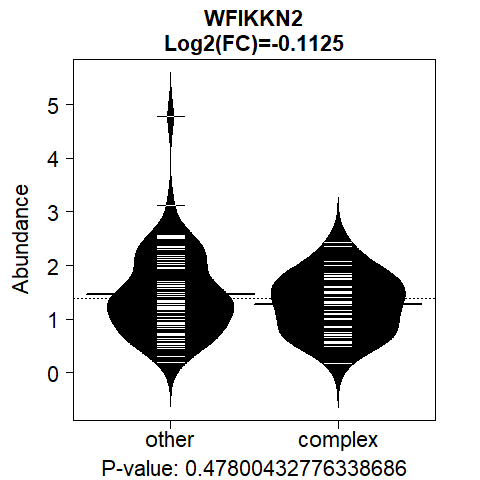 WFIKKN2
Log2(FC)=-0.1125
Abundance
5
4
3
2
1
0
other complex
P-value: 0.47800432776338686